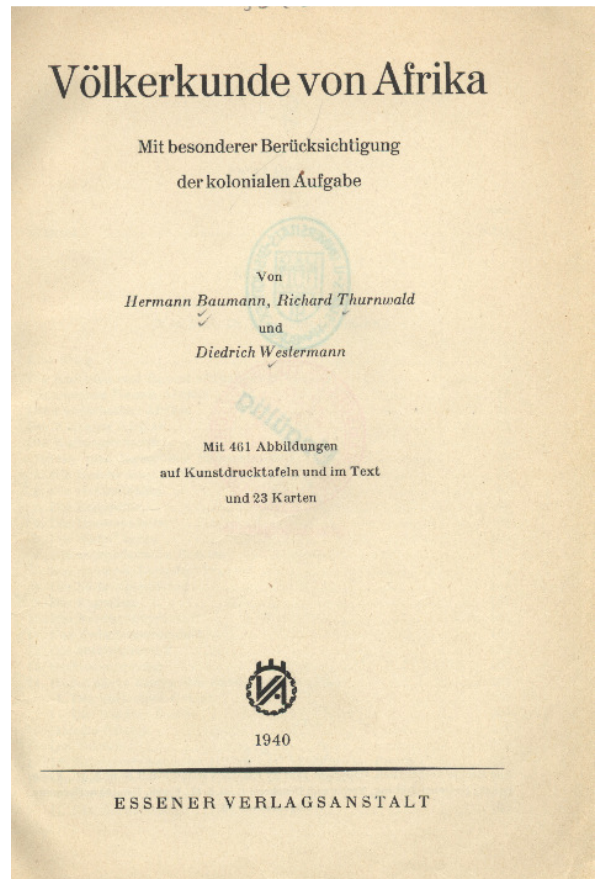 Völkerkunde von Afrika
Mit besonderer Berücksichtigung
der kolonialen Aufgabe
Von
Hermann Baumann, Richard Thurnwald
und
Diedrich Westermann
Mit 461 Abbildungen
auf Kunstdrucktafeln und im Text
und 23 Karten
1940
ESSENER VERLAGSANSTALT